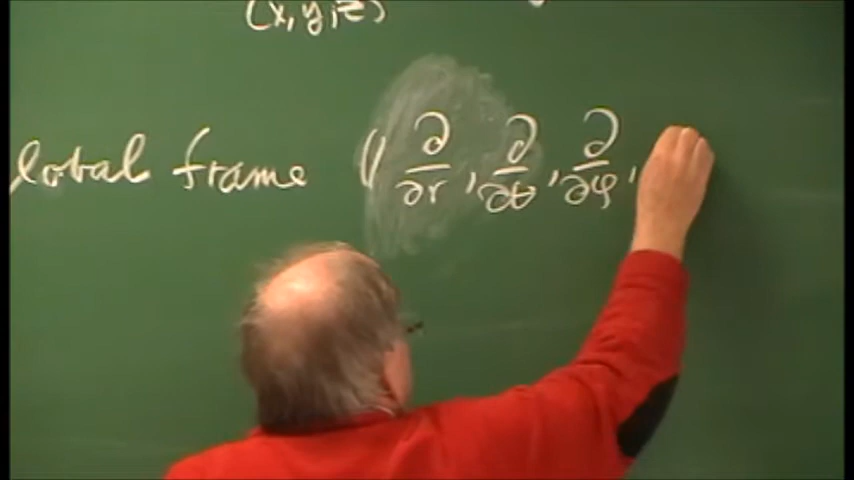 (x,y,z)
lobal frame ( ∂/∂r , ∂/∂θ , ∂/∂φ ,